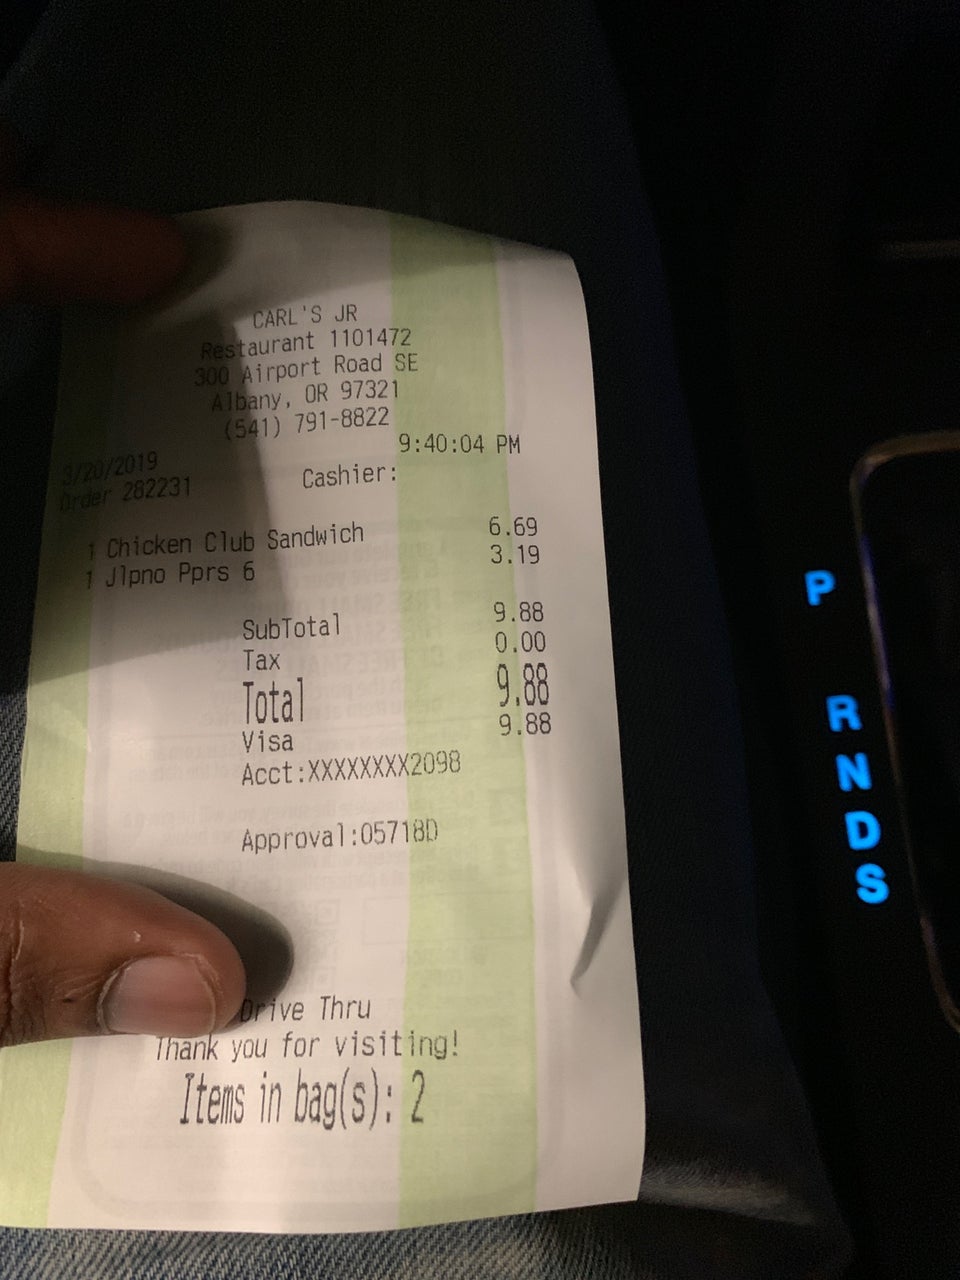 CARL'S JR
Restaurant 1101472
300 Airport Road SE
Albany, OR 97321
(541) 791-8822
9:40:04 PM
3/20/2019
Cashier:
Order 282231
1 Chicken Club Sandwich 6.69
1 Jlpno Pprs 6 3.19
SubTotal 9.88
Tax 0.00
Total 9.88
Visa 9.88
Acct:XXXXXXXX2098
Approval:05718D
Drive Thru
Thank you for visiting!
Items in bag(s): 2
P
R
N
D
S